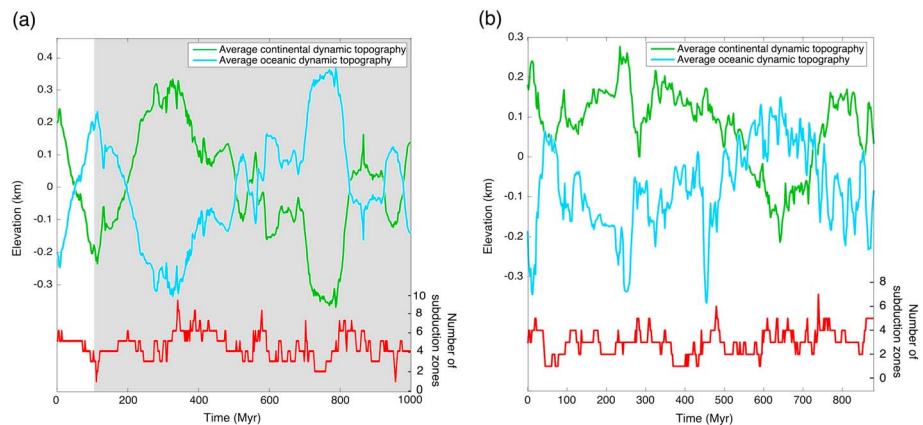 (a)
Average continental dynamic topography
Average oceanic dynamic topography
Elevation (km)
0.4
0.3
0.2
0.1
0
-0.1
-0.2
-0.3
10
8
6
4
2
0
Number of
subduction zones
0
200
400
600
800
1000
Time (Myr)
(b)
Average continental dynamic topography
Average oceanic dynamic topography
Elevation (km)
0.3
0.2
0.1
0
-0.1
-0.2
-0.3
8
6
4
2
0
Number of
subduction zones
0
100
200
300
400
500
600
700
800
Time (Myr)